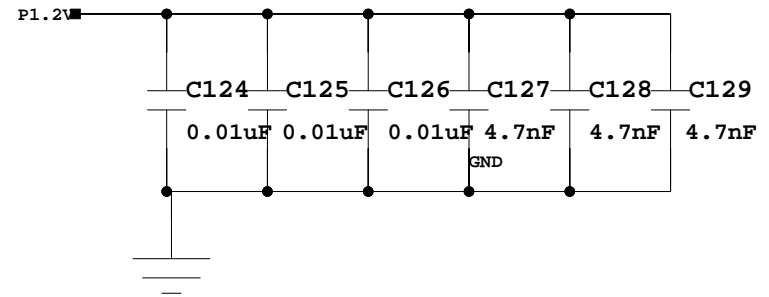 P1.2V
C124 C125 C126 C127 C128 C129
0.01uF 0.01uF 0.01uF 4.7nF 4.7nF 4.7nF
GND